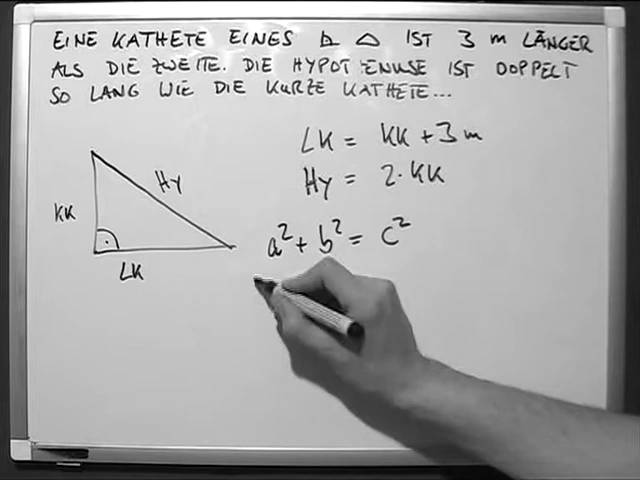 EINE KATHETE EINES ⊾ △ IST 3 m LÄNGER
ALS DIE ZWEITE. DIE HYPOTENUSE IST DOPPELT
SO LANG WIE DIE KURZE KATHETE...
LK = KK + 3 m
Hy = 2·KK
a² + b² = c²
Hy
KK
LK